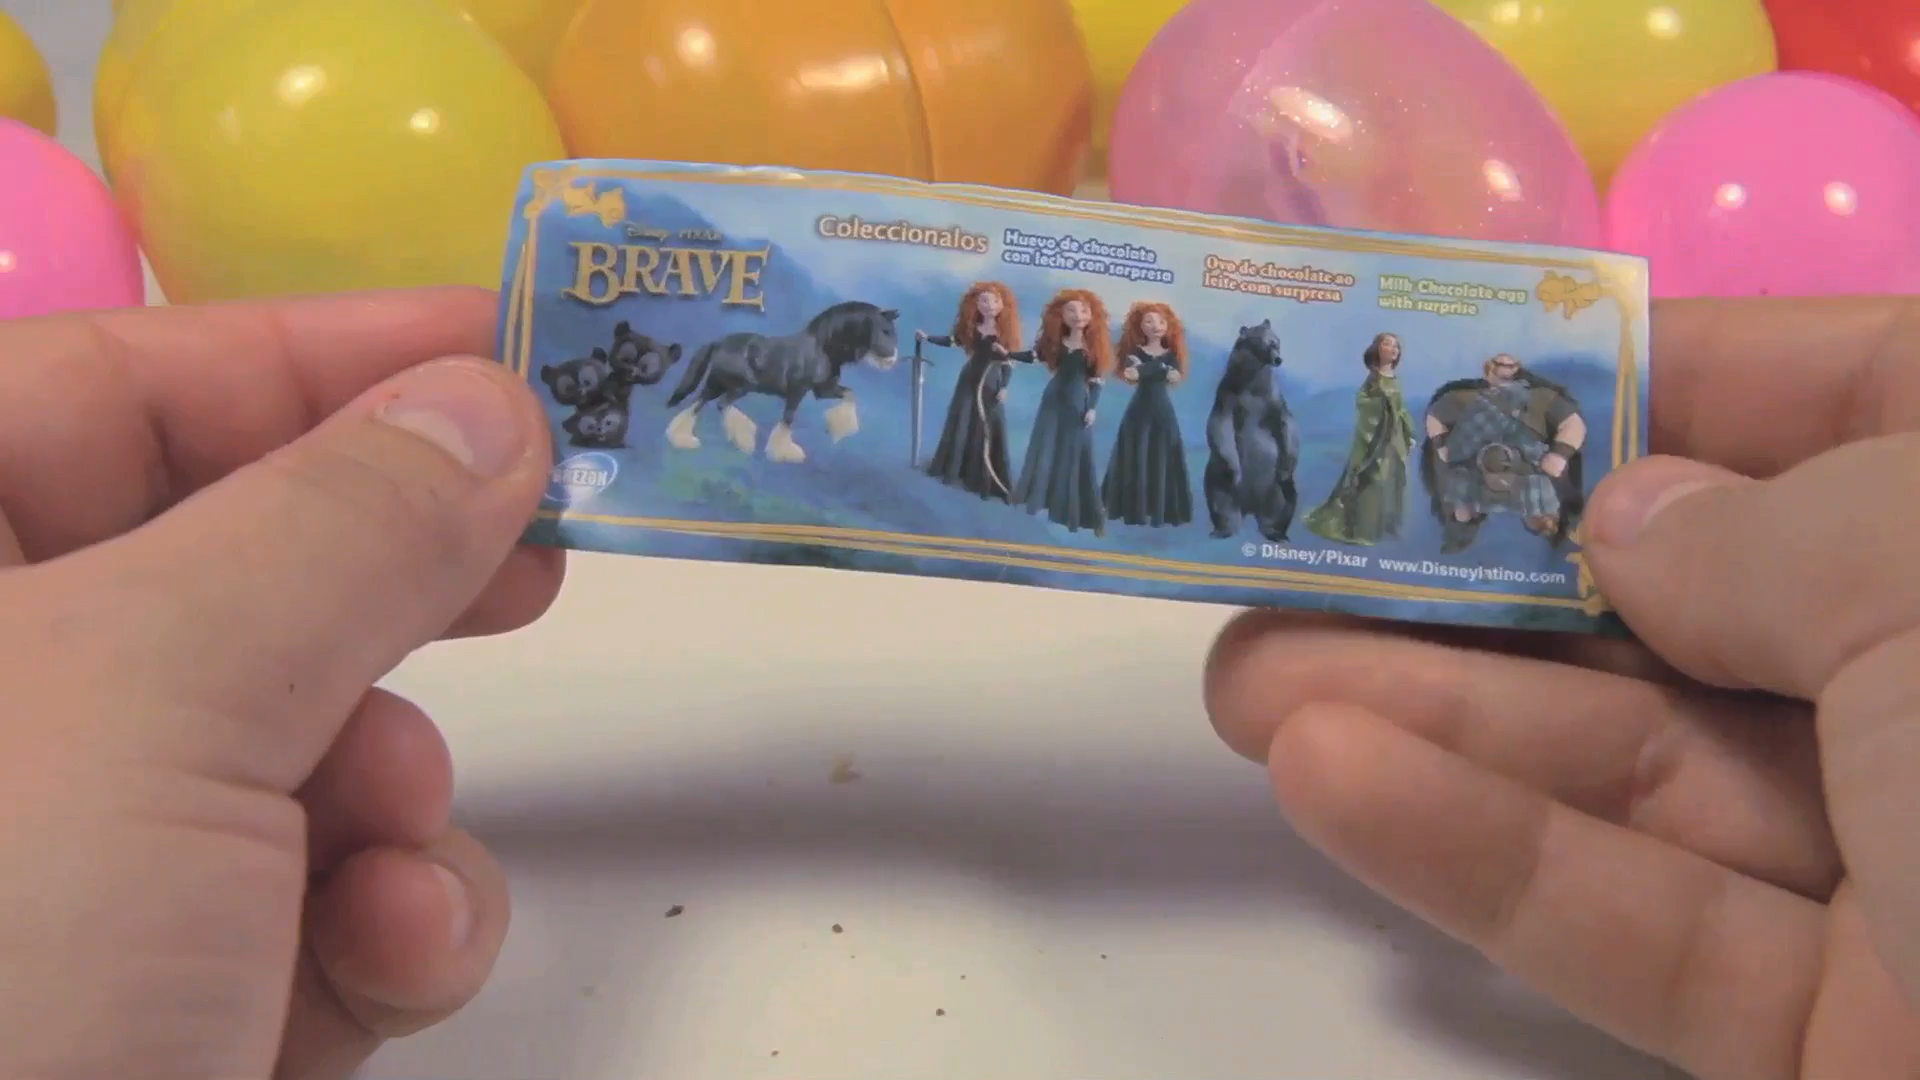 Disney PIXAR
BRAVE
Coleccionalos
Huevo de chocolate
con leche con sorpresa
Ovo de chocolate ao
leite com surpresa
Milk Chocolate egg
with surprise
© Disney/Pixar www.Disneylatino.com